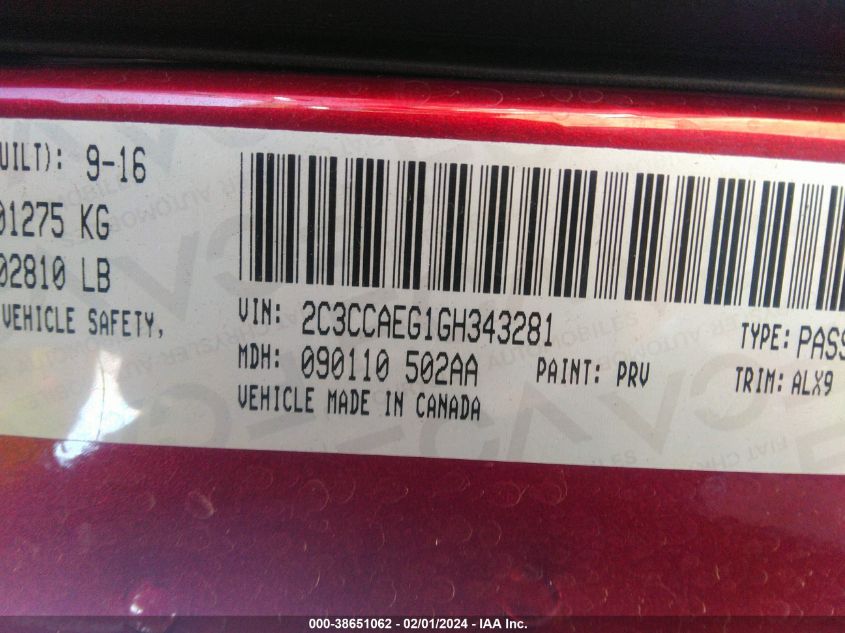 UILT): 9-16
01275 KG
02810 LB
VEHICLE SAFETY,
VIN: 2C3CCAEG1GH343281
TYPE: PASS
MDH: 090110 502AA
PAINT: PRV
TRIM: ALX9
VEHICLE MADE IN CANADA
000-38651062 - 02/01/2024 - IAA Inc.